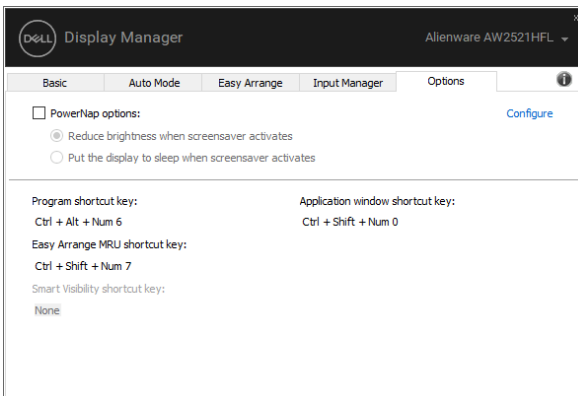 DELL Display Manager
Alienware AW2521HFL
Basic Auto Mode Easy Arrange Input Manager Options
PowerNap options: Configure
Reduce brightness when screensaver activates
Put the display to sleep when screensaver activates
Program shortcut key: Application window shortcut key:
Ctrl + Alt + Num 6 Ctrl + Shift + Num 0
Easy Arrange MRU shortcut key:
Ctrl + Shift + Num 7
Smart Visibility shortcut key:
None